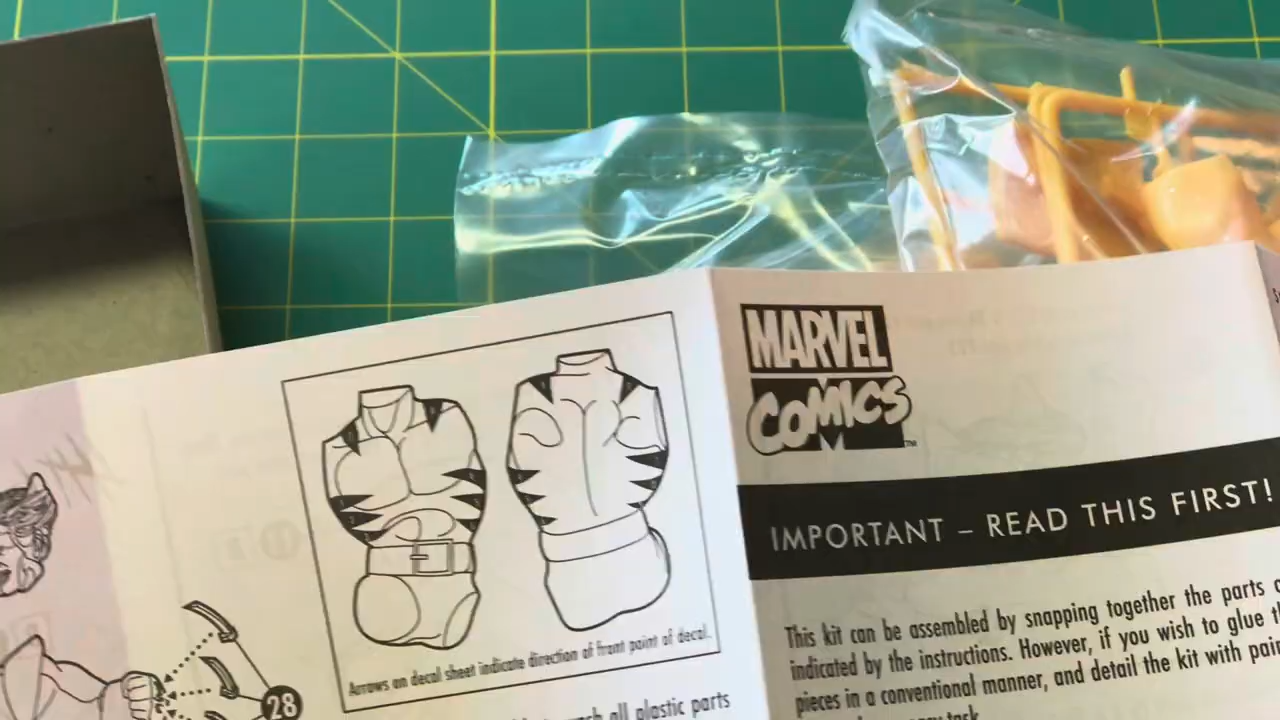 Arrows on decal sheet indicate direction of front point of decal.
28
all plastic parts
MARVEL
COMICS™
IMPORTANT – READ THIS FIRST!
This kit can be assembled by snapping together the parts
indicated by the instructions. However, if you wish to glue
pieces in a conventional manner, and detail the kit with